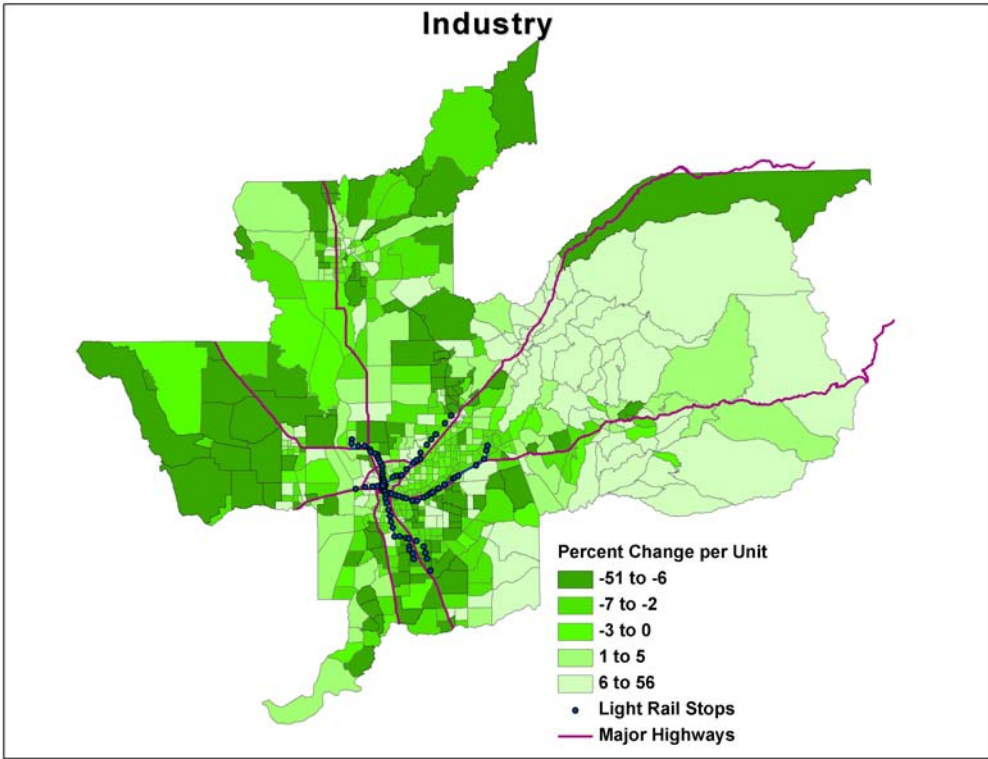 Industry
Percent Change per Unit
-51 to -6
-7 to -2
-3 to 0
1 to 5
6 to 56
Light Rail Stops
Major Highways